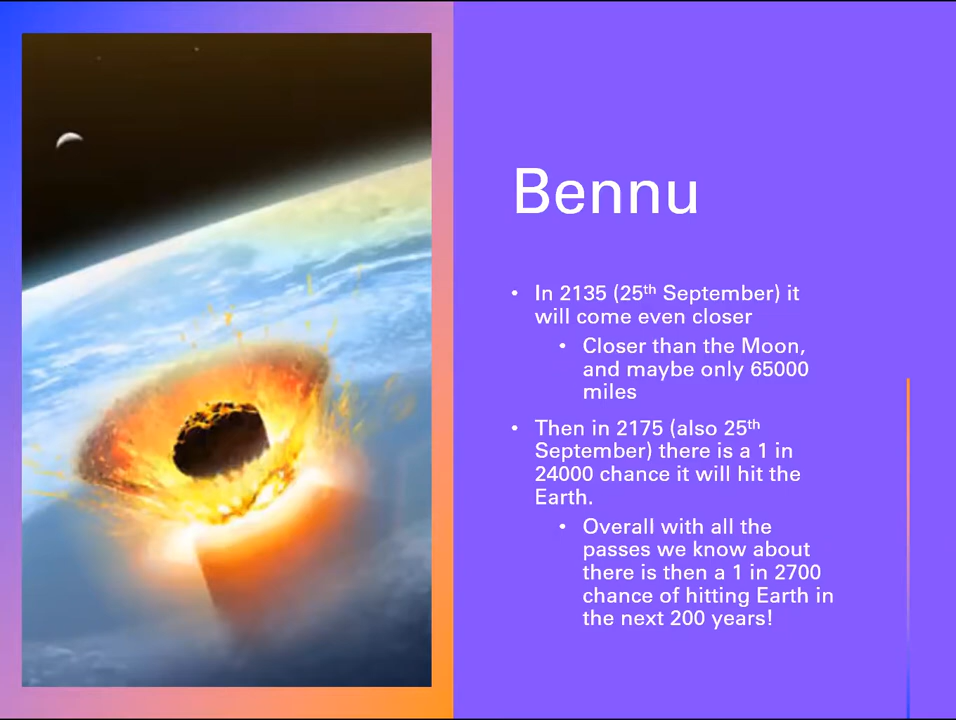 Bennu
• In 2135 (25th September) it
will come even closer
• Closer than the Moon,
and maybe only 65000
miles
• Then in 2175 (also 25th
September) there is a 1 in
24000 chance it will hit the
Earth.
• Overall with all the
passes we know about
there is then a 1 in 2700
chance of hitting Earth in
the next 200 years!